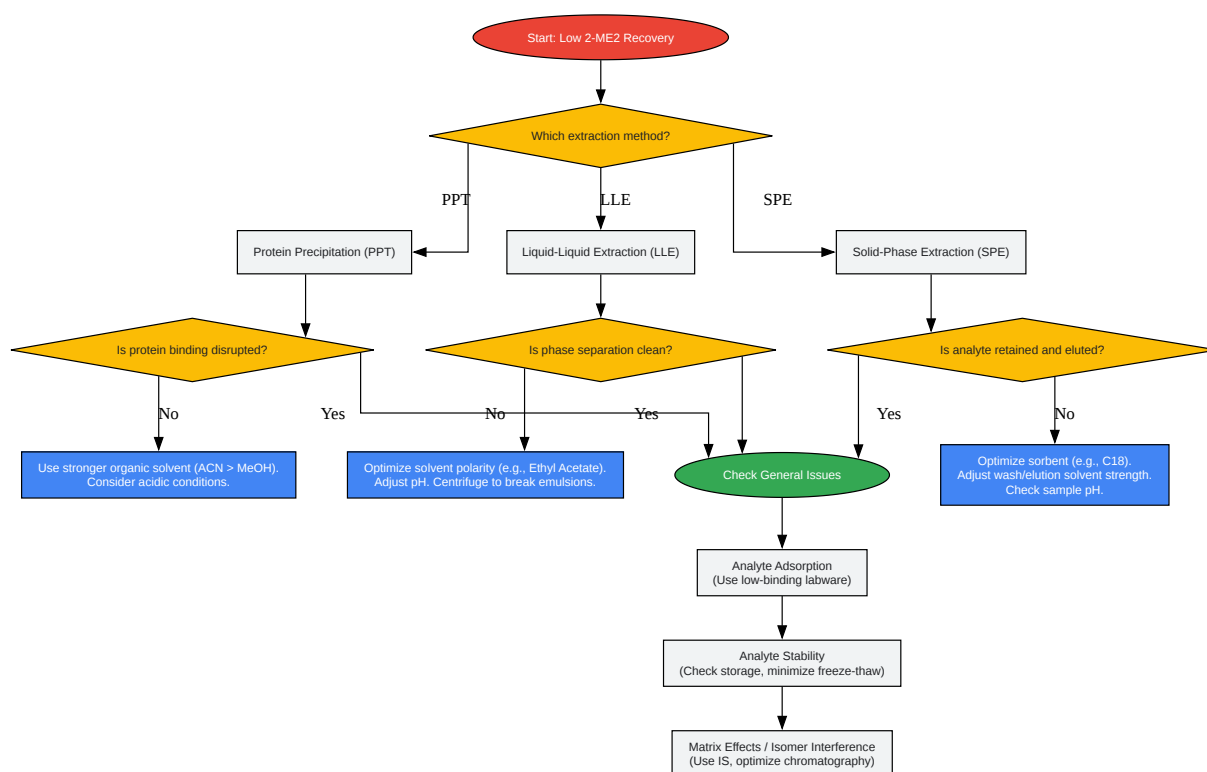 Start: Low 2-ME2 Recovery
Which extraction method?
PPT
LLE
SPE
Protein Precipitation (PPT)
Liquid-Liquid Extraction (LLE)
Solid-Phase Extraction (SPE)
Is protein binding disrupted?
Is phase separation clean?
Is analyte retained and eluted?
No
Yes
No
Yes
Yes
No
Use stronger organic solvent (ACN > MeOH).
Consider acidic conditions.
Optimize solvent polarity (e.g., Ethyl Acetate).
Adjust pH. Centrifuge to break emulsions.
Check General Issues
Optimize sorbent (e.g., C18).
Adjust wash/elution solvent strength.
Check sample pH.
Analyte Adsorption
(Use low-binding labware)
Analyte Stability
(Check storage, minimize freeze-thaw)
Matrix Effects / Isomer Interference
(Use IS, optimize chromatography)